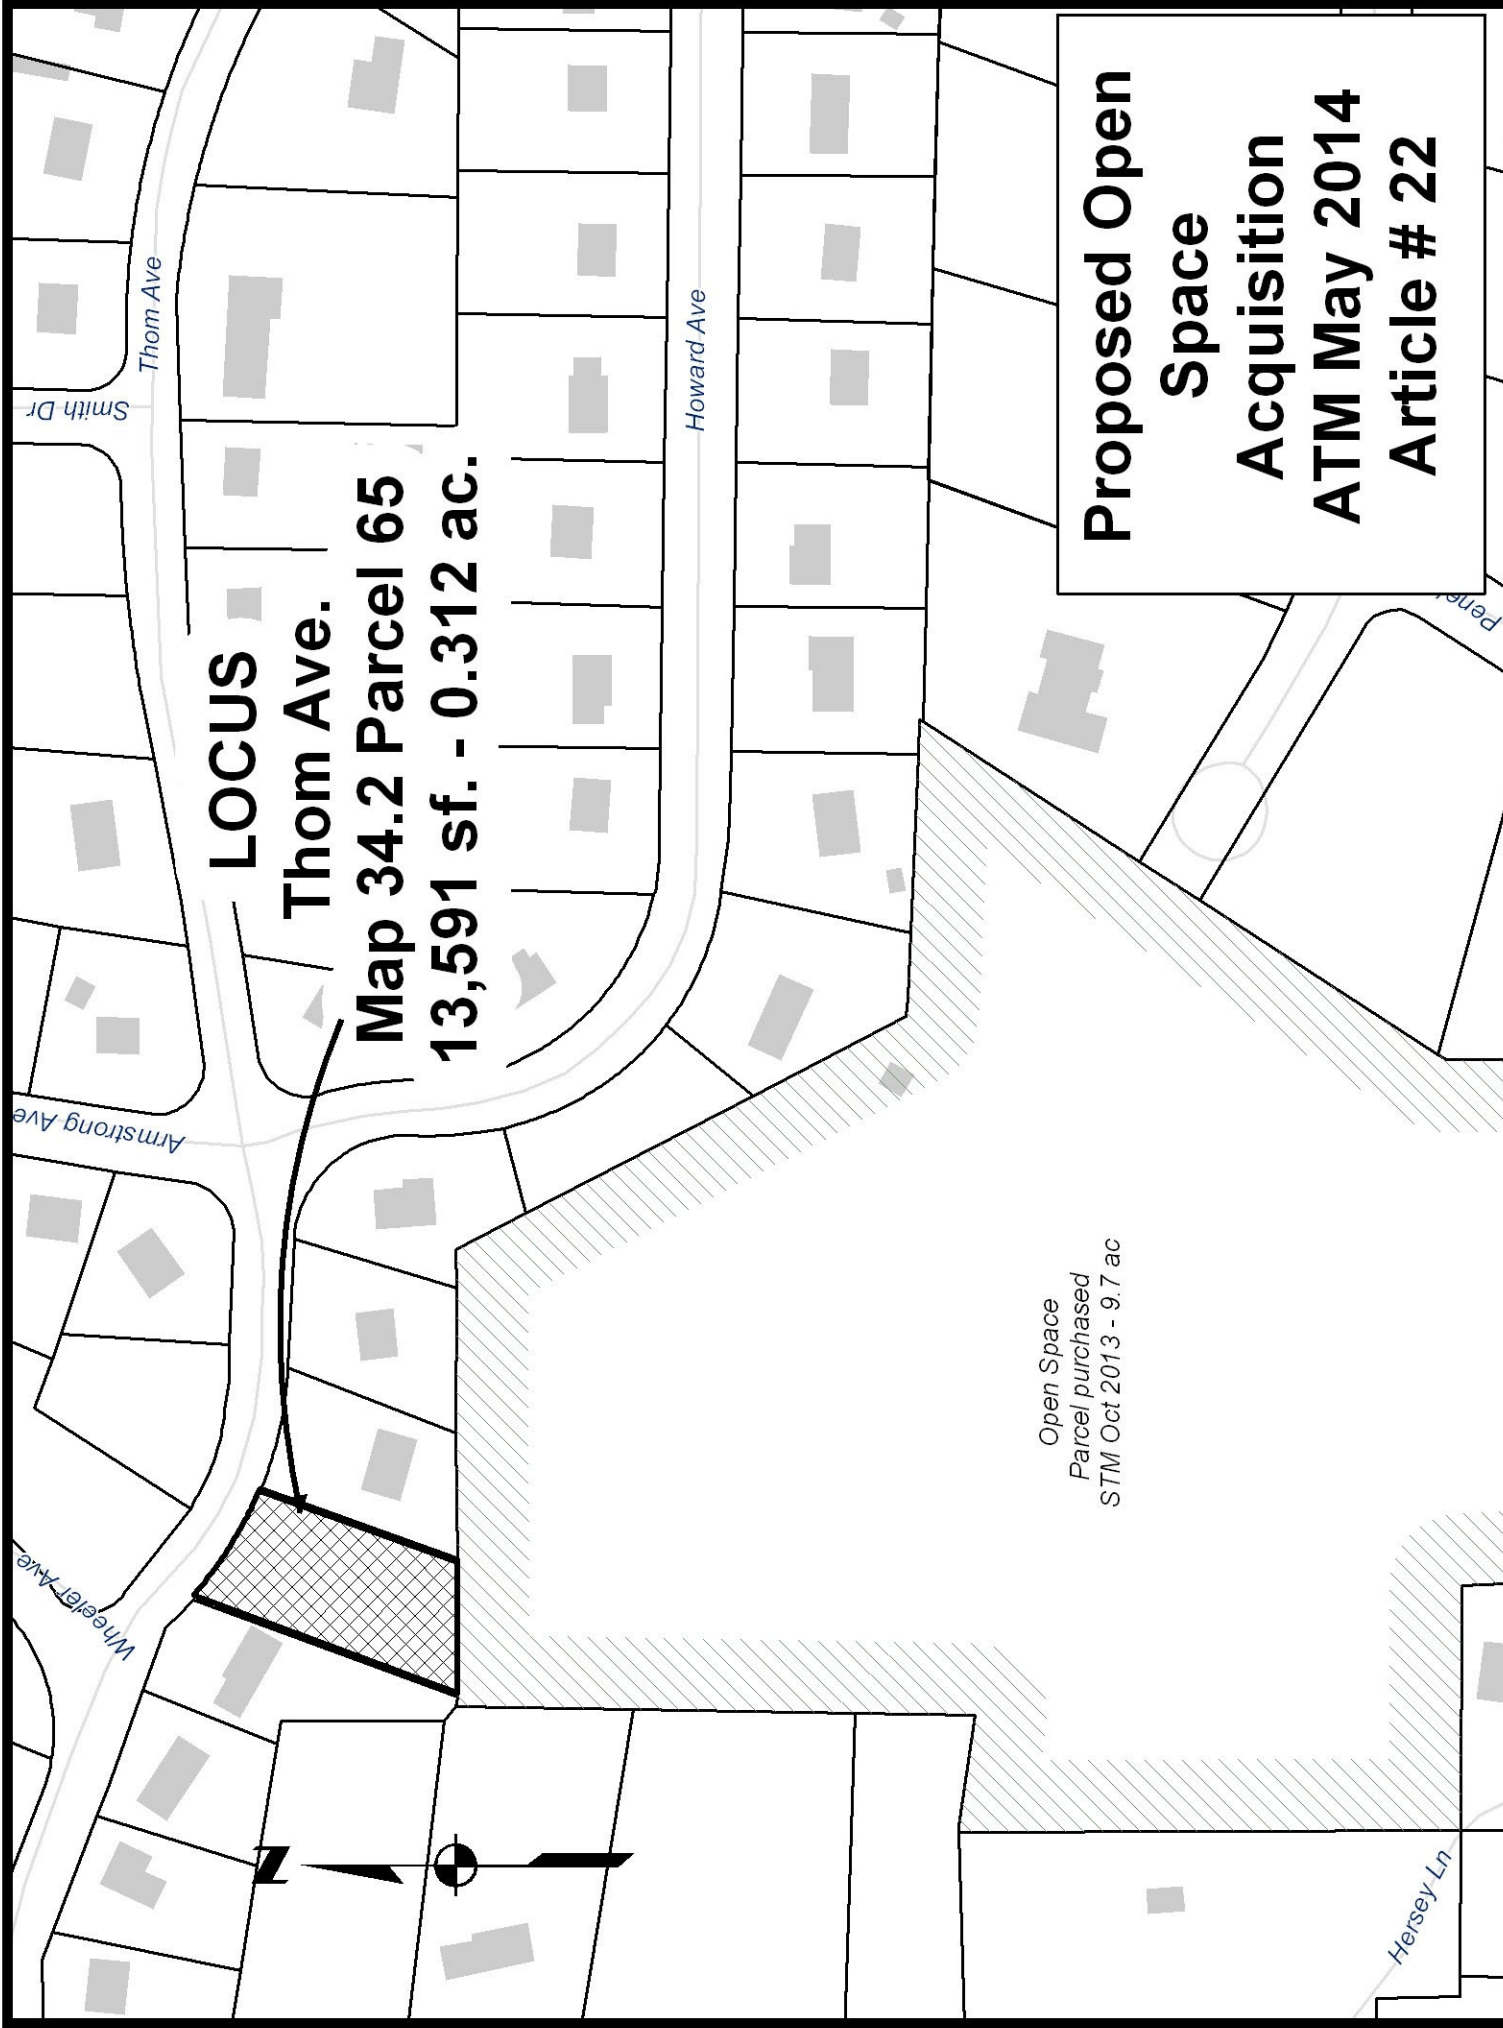 Proposed Open
Space
Acquisition
ATM May 2014
Article # 22
LOCUS
Thom Ave.
Map 34.2 Parcel 65
13,591 sf. - 0.312 ac.
Thom Ave
Smith Dr
Howard Ave
Armstrong Ave
Wheeler Ave
Open Space
Parcel purchased
STM Oct 2013 - 9.7 ac
Hersey Ln
N